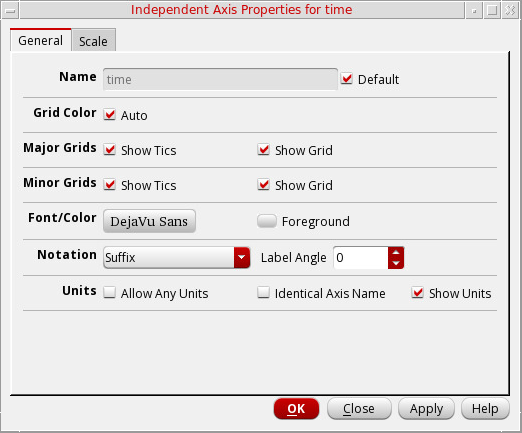 Independent Axis Properties for time
General Scale
Name time Default
Grid Color Auto
Major Grids Show Tics Show Grid
Minor Grids Show Tics Show Grid
Font/Color DejaVu Sans Foreground
Notation Suffix Label Angle 0
Units Allow Any Units Identical Axis Name Show Units
OK Close Apply Help